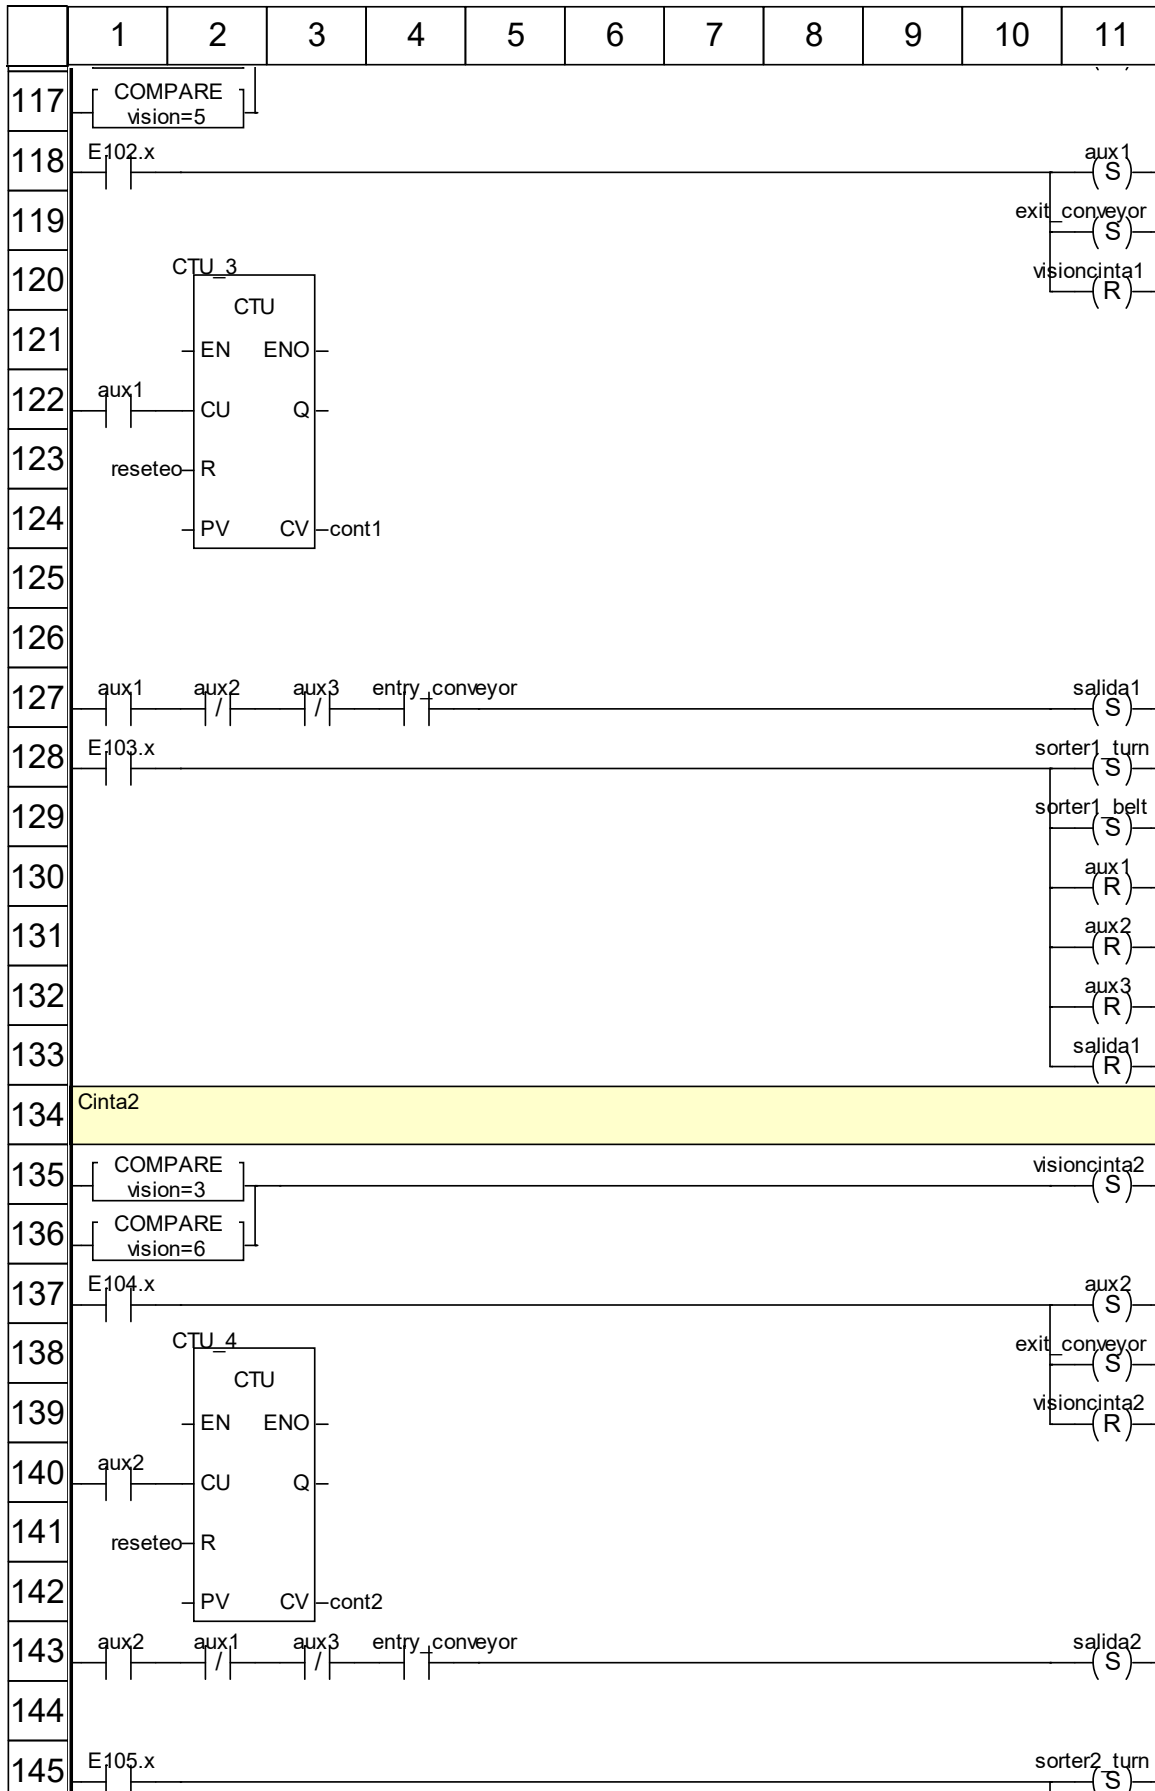 1 2 3 4 5 6 7 8 9 10 11
117 COMPARE
vision=5
118 E102.x aux1
S
119 exit_conveyor
S
CTU_3
120 visioncinta1
R
CTU
121 EN ENO
122 aux1 CU Q
123 reseteo R
124 PV CV cont1
125
126
127 aux1 aux2 aux3 entry_conveyor salida1
/ / S
128 E103.x sorter1_turn
S
129 sorter1_belt
S
130 aux1
R
131 aux2
R
132 aux3
R
133 salida1
R
134 Cinta2
135 COMPARE visioncinta2
vision=3 S
136 COMPARE
vision=6
137 E104.x aux2
S
138 CTU_4 exit_conveyor
S
CTU
139 visioncinta2
EN ENO R
140 aux2 CU Q
141 reseteo R
142 PV CV cont2
143 aux2 aux1 aux3 entry_conveyor salida2
/ / S
144
145 E105.x sorter2_turn
S